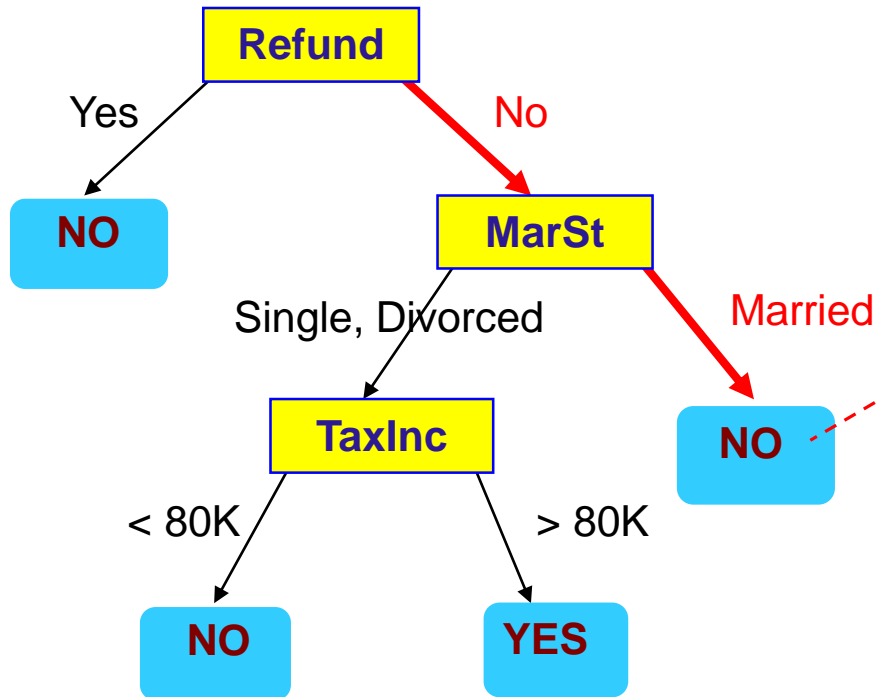 Refund
Yes
No
NO
MarSt
Single, Divorced
Married
TaxInc
NO
< 80K
> 80K
NO
YES